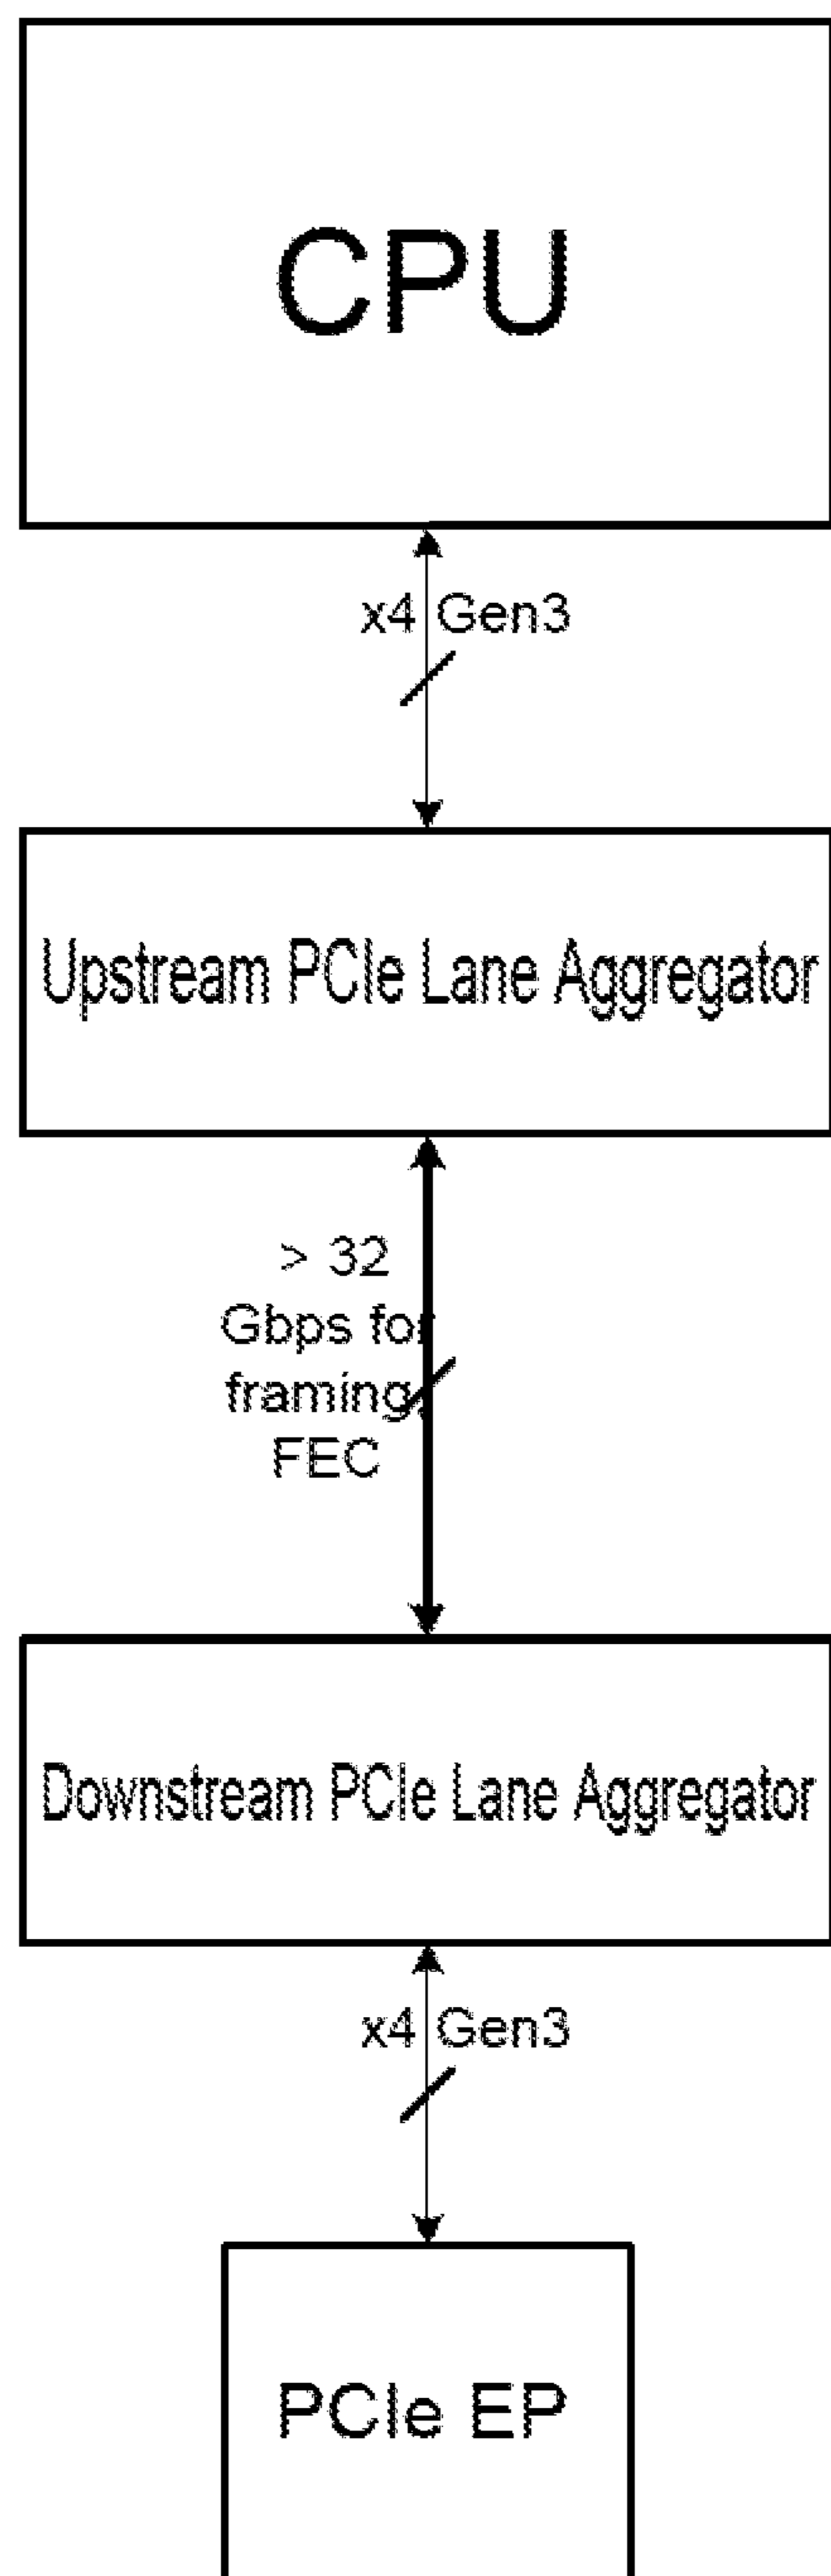 CPU
x4 Gen3
Upstream PCIe Lane Aggregator
> 32
Gbps for
framing,
FEC
Downstream PCIe Lane Aggregator
x4 Gen3
PCIe EP